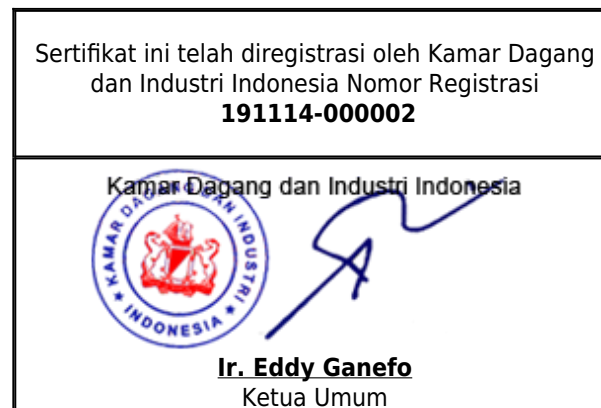 Sertifikat ini telah diregistrasi oleh Kamar Dagang
dan Industri Indonesia Nomor Registrasi
191114-000002
Kamar Dagang dan Industri Indonesia
KAMAR DAGANG DAN INDUSTRI
★ INDONESIA ★
Ir. Eddy Ganefo
Ketua Umum